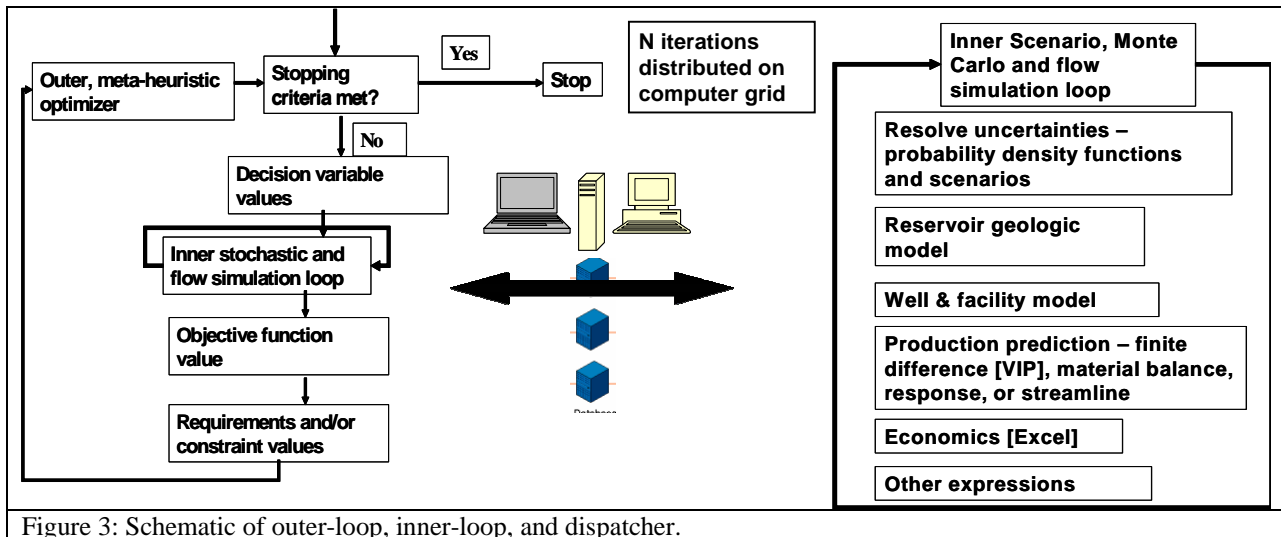 Outer, meta-heuristic
optimizer
Stopping
criteria met?
Yes
Stop
No
Decision variable
values
Inner stochastic and
flow simulation loop
Objective function
value
Requirements and/or
constraint values
N iterations
distributed on
computer grid
Inner Scenario, Monte
Carlo and flow
simulation loop
Resolve uncertainties –
probability density functions
and scenarios
Reservoir geologic
model
Well & facility model
Production prediction – finite
difference [VIP], material balance,
response, or streamline
Economics [Excel]
Other expressions
Figure 3: Schematic of outer-loop, inner-loop, and dispatcher.